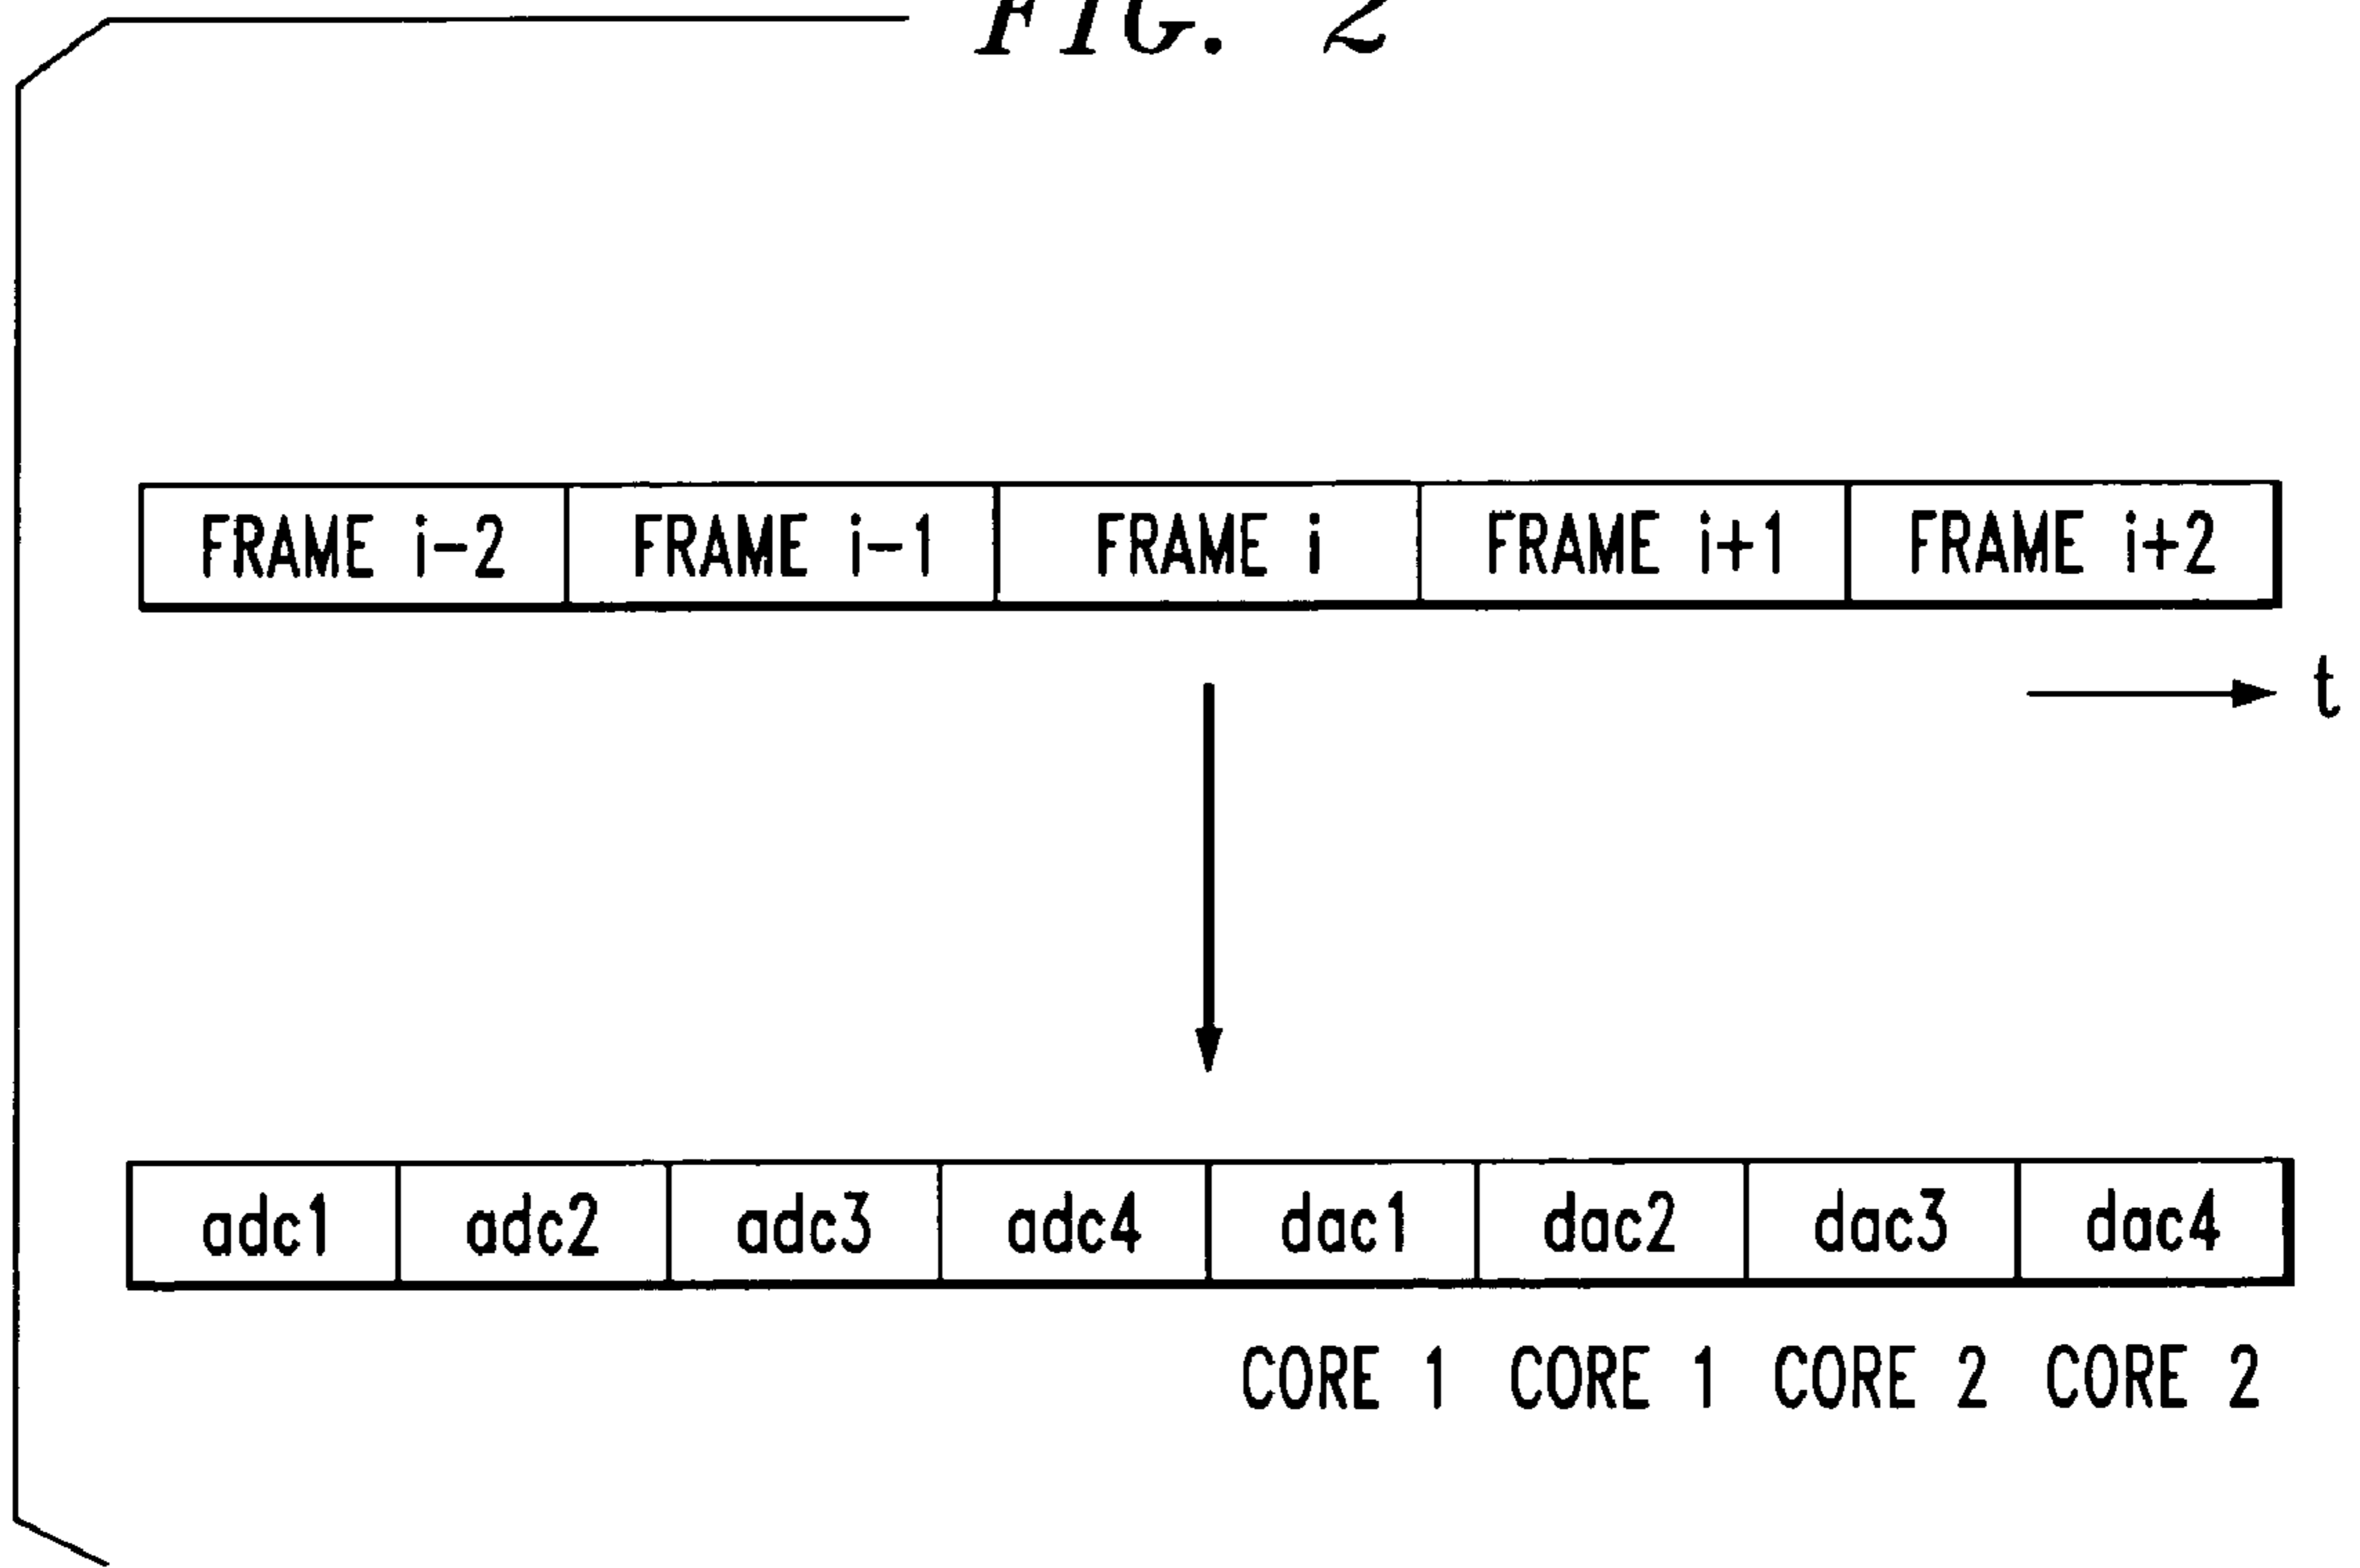 FIG. 2
FRAME i-2 FRAME i-1 FRAME i FRAME i+1 FRAME i+2
t
adc1 adc2 adc3 adc4 dac1 dac2 dac3 dac4
CORE 1 CORE 1 CORE 2 CORE 2